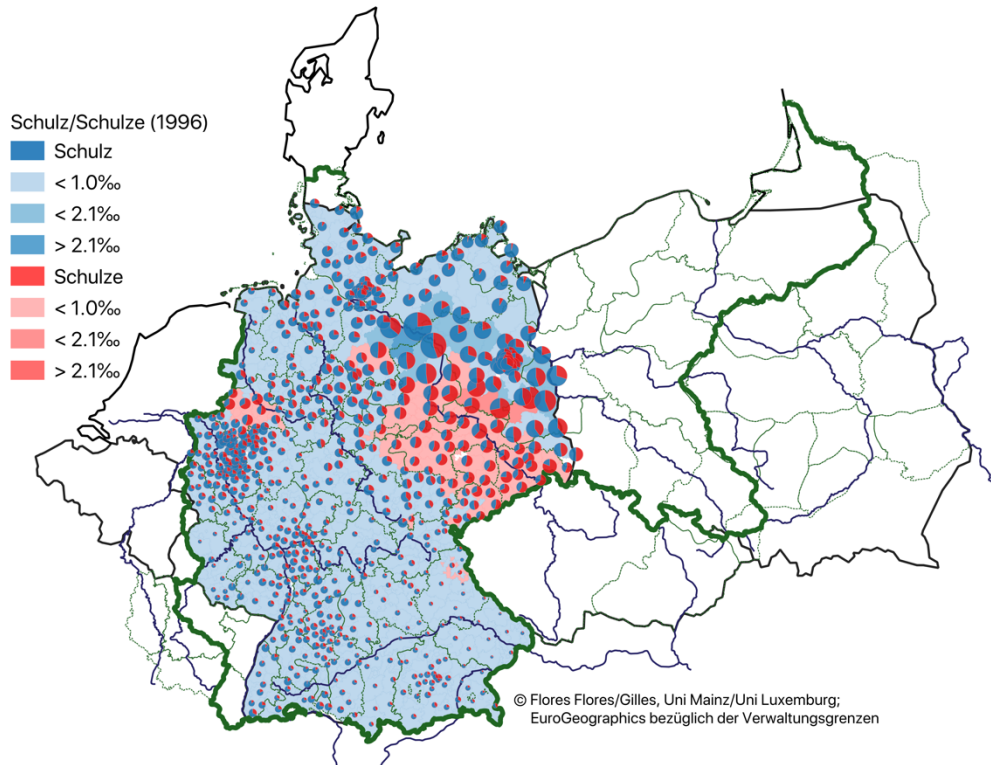 Schulz/Schulze (1996)
Schulz
< 1.0‰
< 2.1‰
> 2.1‰
Schulze
< 1.0‰
< 2.1‰
> 2.1‰
© Flores Flores/Gilles, Uni Mainz/Uni Luxemburg;
EuroGeographics bezüglich der Verwaltungsgrenzen